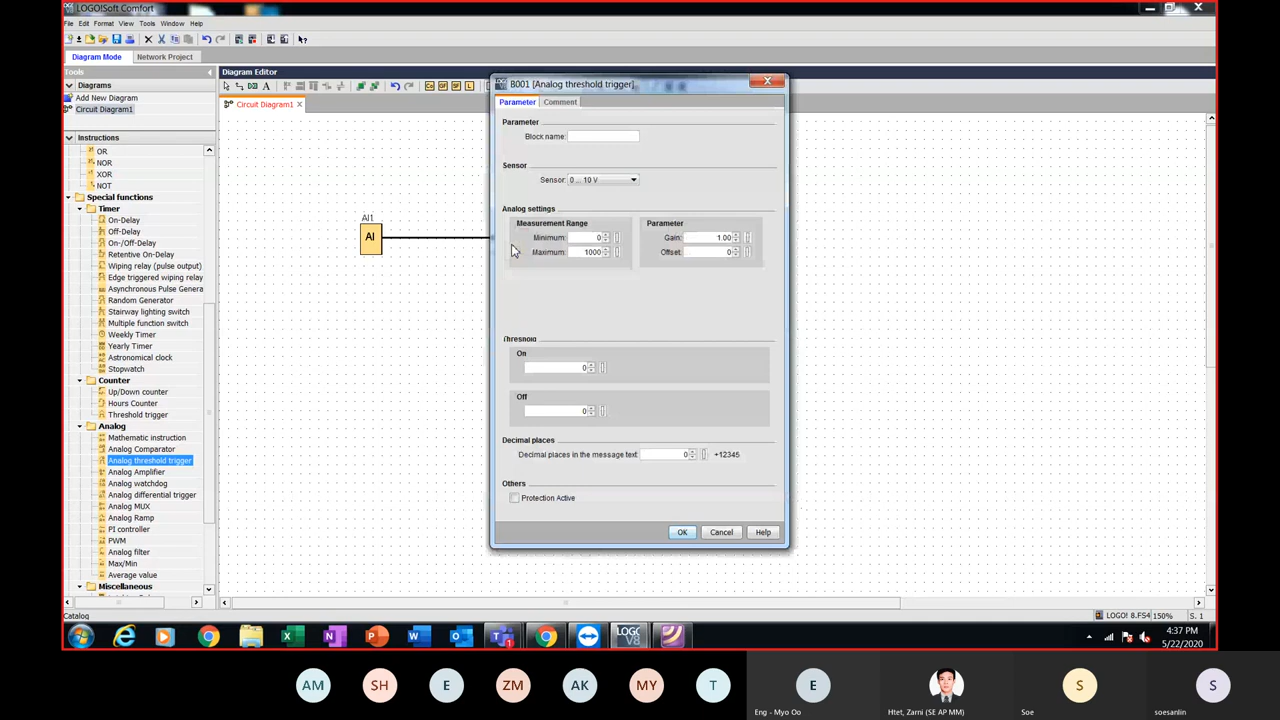 LOGO!Soft Comfort
File Edit Format View Tools Window Help
Diagram Mode Network Project
Tools
Diagrams
Add New Diagram
Circuit Diagram1
Instructions
OR
NOR
XOR
NOT
Special functions
Timer
On-Delay
Off-Delay
On-/Off-Delay
Retentive On-Delay
Wiping relay (pulse output)
Edge triggered wiping relay
Asynchronous Pulse Genera
Random Generator
Stairway lighting switch
Multiple function switch
Weekly Timer
Yearly Timer
Astronomical clock
Stopwatch
Counter
Up/Down counter
Hours Counter
Threshold trigger
Analog
Mathematic instruction
Analog Comparator
Analog threshold trigger
Analog Amplifier
Analog watchdog
Analog differential trigger
Analog MUX
Analog Ramp
PI controller
PWM
Analog filter
Max/Min
Average value
Miscellaneous
Catalog
Diagram Editor
Circuit Diagram1
AI1
AI
B001 [Analog threshold trigger]
Parameter Comment
Parameter
Block name:
Sensor
Sensor: 0 ... 10 V
Analog settings
Measurement Range
Minimum: 0
Maximum: 1000
Parameter
Gain: 1.00
Offset: 0
Threshold
On
0
Off
0
Decimal places
Decimal places in the message text 0 +12345
Others
Protection Active
OK Cancel Help
LOGO! 8.FS4 150% S. 1
4:37 PM
5/22/2020
AM SH E ZM AK MY T E S S
Eng - Myo Oo
Htet, Zarni (SE AP MM)
Soe
soesanlin